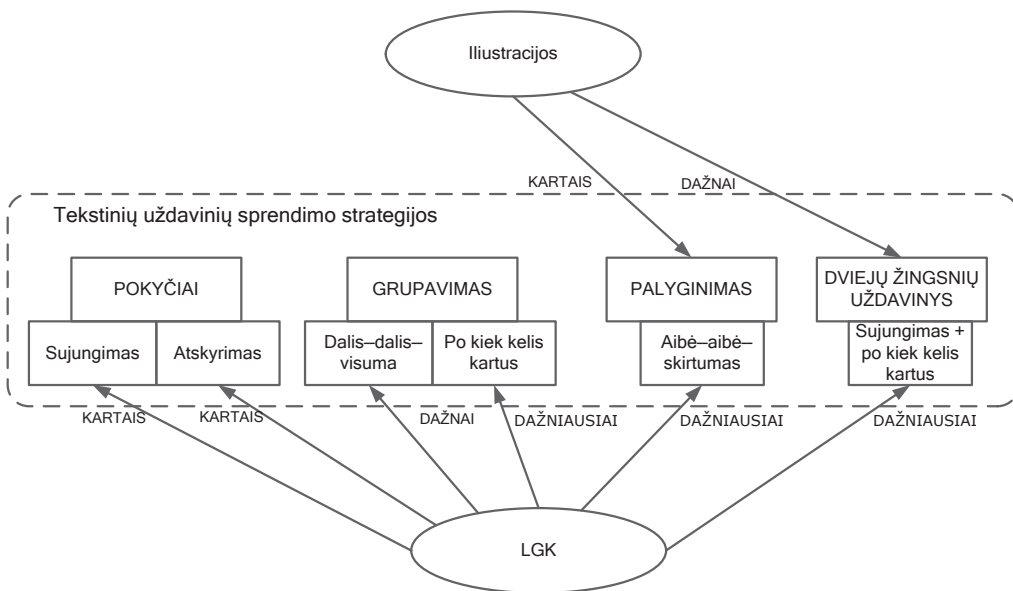 Iliustracijos
KARTAIS
DAŽNAI
Tekstinių uždavinių sprendimo strategijos
POKYČIAI
GRUPAVIMAS
PALYGINIMAS
DVIEJŲ ŽINGSNIŲ
UŽDAVINYS
Sujungimas
Atskyrimas
Dalis–dalis–
visuma
Po kiek kelis
kartus
Aibė–aibė–
skirtumas
Sujungimas +
po kiek kelis
kartus
KARTAIS
KARTAIS
DAŽNAI
DAŽNIAUSIAI
DAŽNIAUSIAI
DAŽNIAUSIAI
LGK